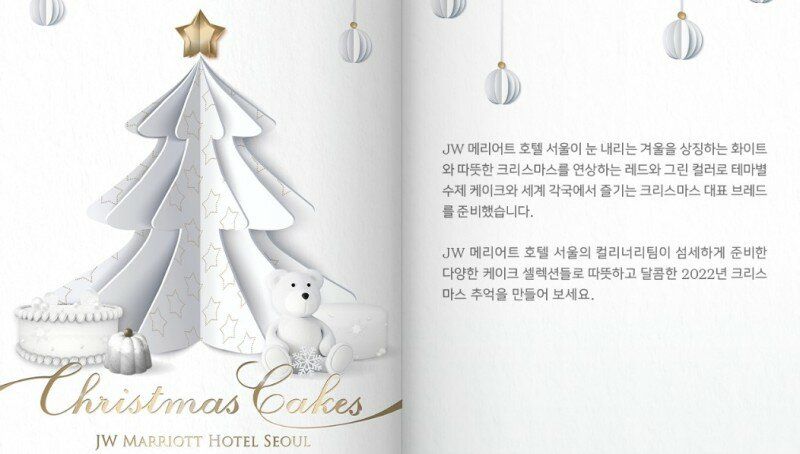 Christmas Cakes
JW MARRIOTT HOTEL SEOUL
JW 메리어트 호텔 서울이 눈 내리는 겨울을 상징하는 화이트
와 따뜻한 크리스마스를 연상하는 레드와 그린 컬러로 테마별
수제 케이크와 세계 각국에서 즐기는 크리스마스 대표 브레드
를 준비했습니다.
JW 메리어트 호텔 서울의 컬리너리팀이 섬세하게 준비한
다양한 케이크 셀렉션들로 따뜻하고 달콤한 2022년 크리스
마스 추억을 만들어 보세요.